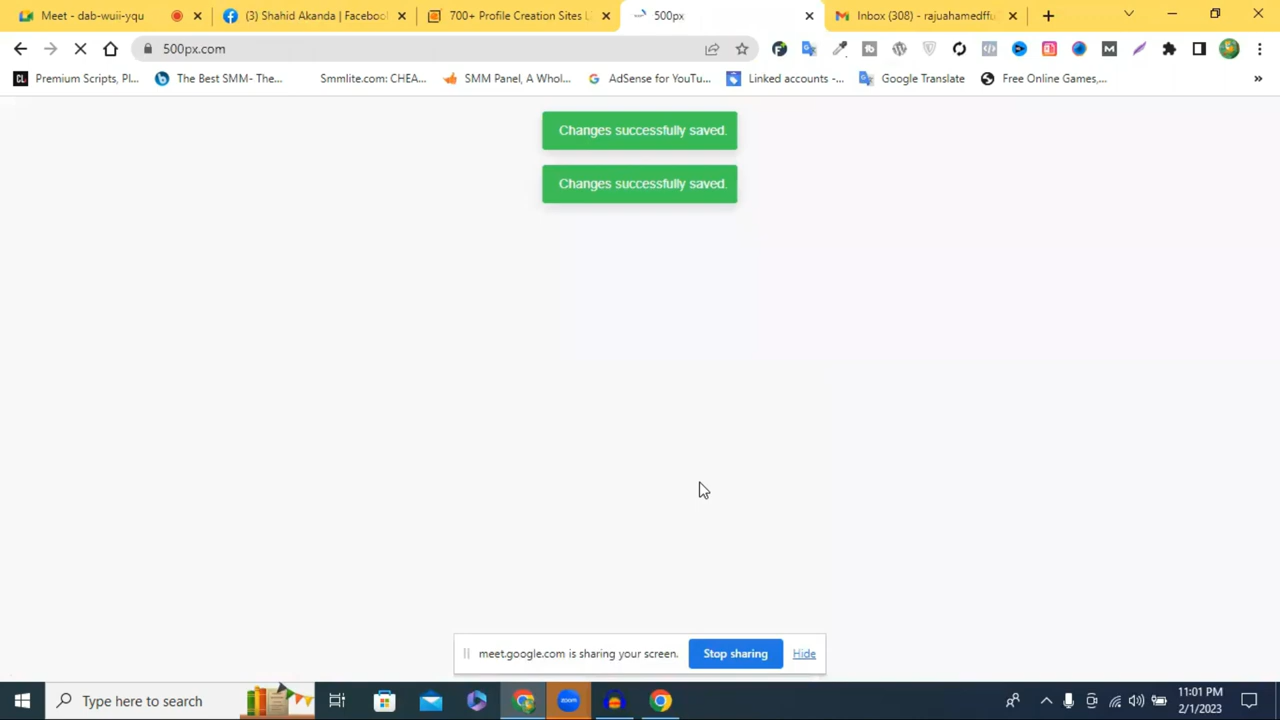 Meet - dab-wuii-yqu
(3) Shahid Akanda | Facebook
700+ Profile Creation Sites L
500px
Inbox (308) - rajuahamedffu
500px.com
Premium Scripts, Pl...
The Best SMM- The...
Smmlite.com: CHEA...
SMM Panel, A Whol...
AdSense for YouTu...
Linked accounts -...
Google Translate
Free Online Games,...
»
Changes successfully saved.
Changes successfully saved.
meet.google.com is sharing your screen.
Stop sharing
Hide
Type here to search
zoom
11:01 PM
2/1/2023